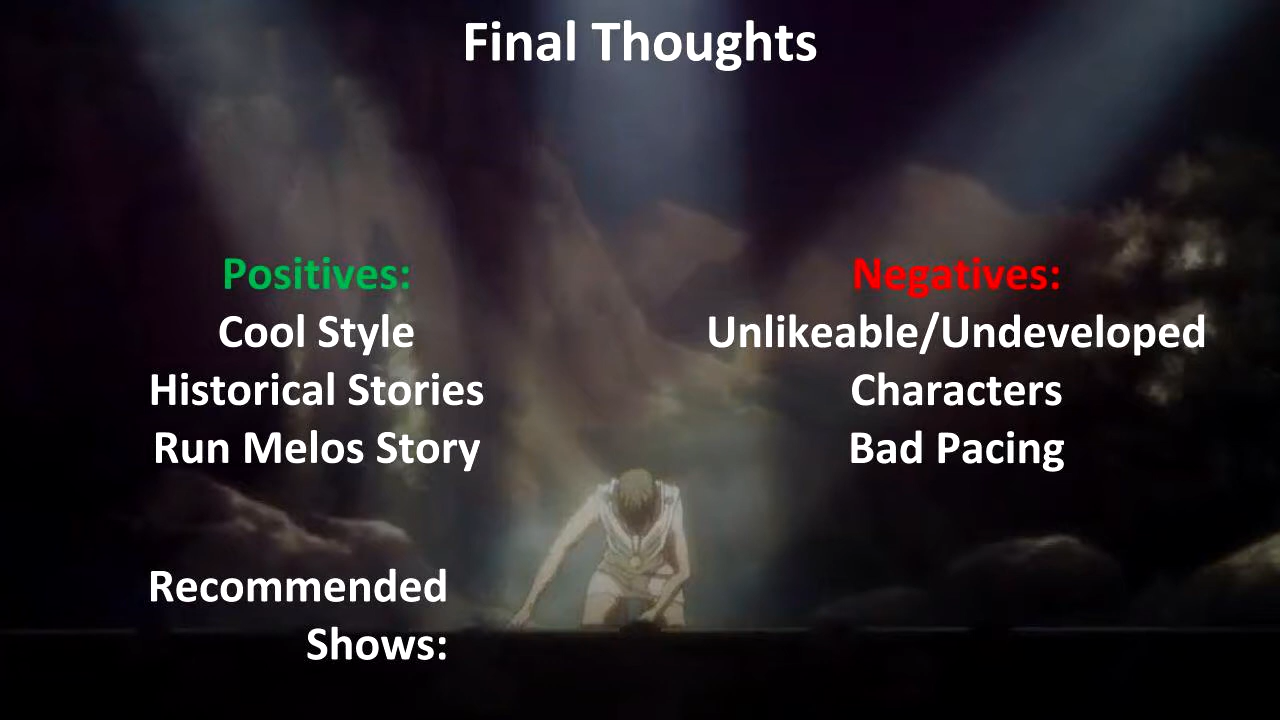 Final Thoughts
Positives:
Cool Style
Historical Stories
Run Melos Story
Negatives:
Unlikeable/Undeveloped
Characters
Bad Pacing
Recommended
Shows: